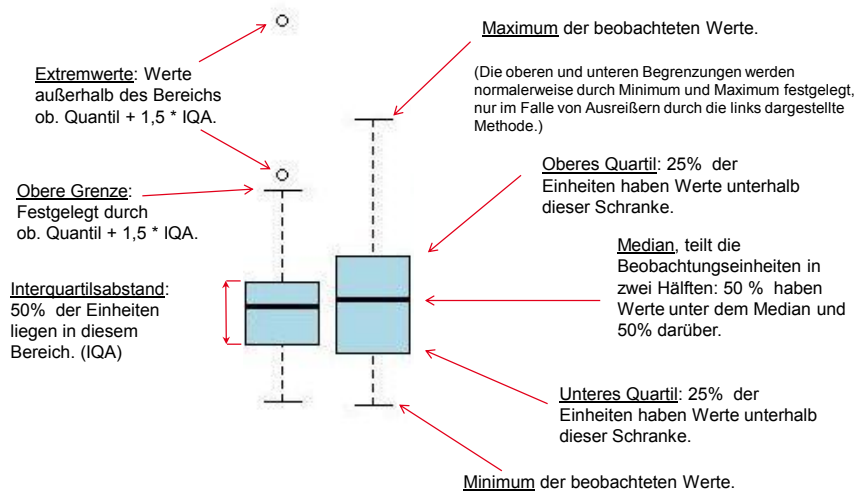 Maximum der beobachteten Werte.
(Die oberen und unteren Begrenzungen werden
normalerweise durch Minimum und Maximum festgelegt,
nur im Falle von Ausreißern durch die links dargestellte
Methode.)
Extremwerte: Werte
außerhalb des Bereichs
ob. Quantil + 1,5 * IQA.
Oberes Quartil: 25% der
Einheiten haben Werte unterhalb
dieser Schranke.
Obere Grenze:
Festgelegt durch
ob. Quantil + 1,5 * IQA.
Median, teilt die
Beobachtungseinheiten in
zwei Hälften: 50 % haben
Werte unter dem Median und
50% darüber.
Interquartilsabstand:
50% der Einheiten
liegen in diesem
Bereich. (IQA)
Unteres Quartil: 25% der
Einheiten haben Werte unterhalb
dieser Schranke.
Minimum der beobachteten Werte.